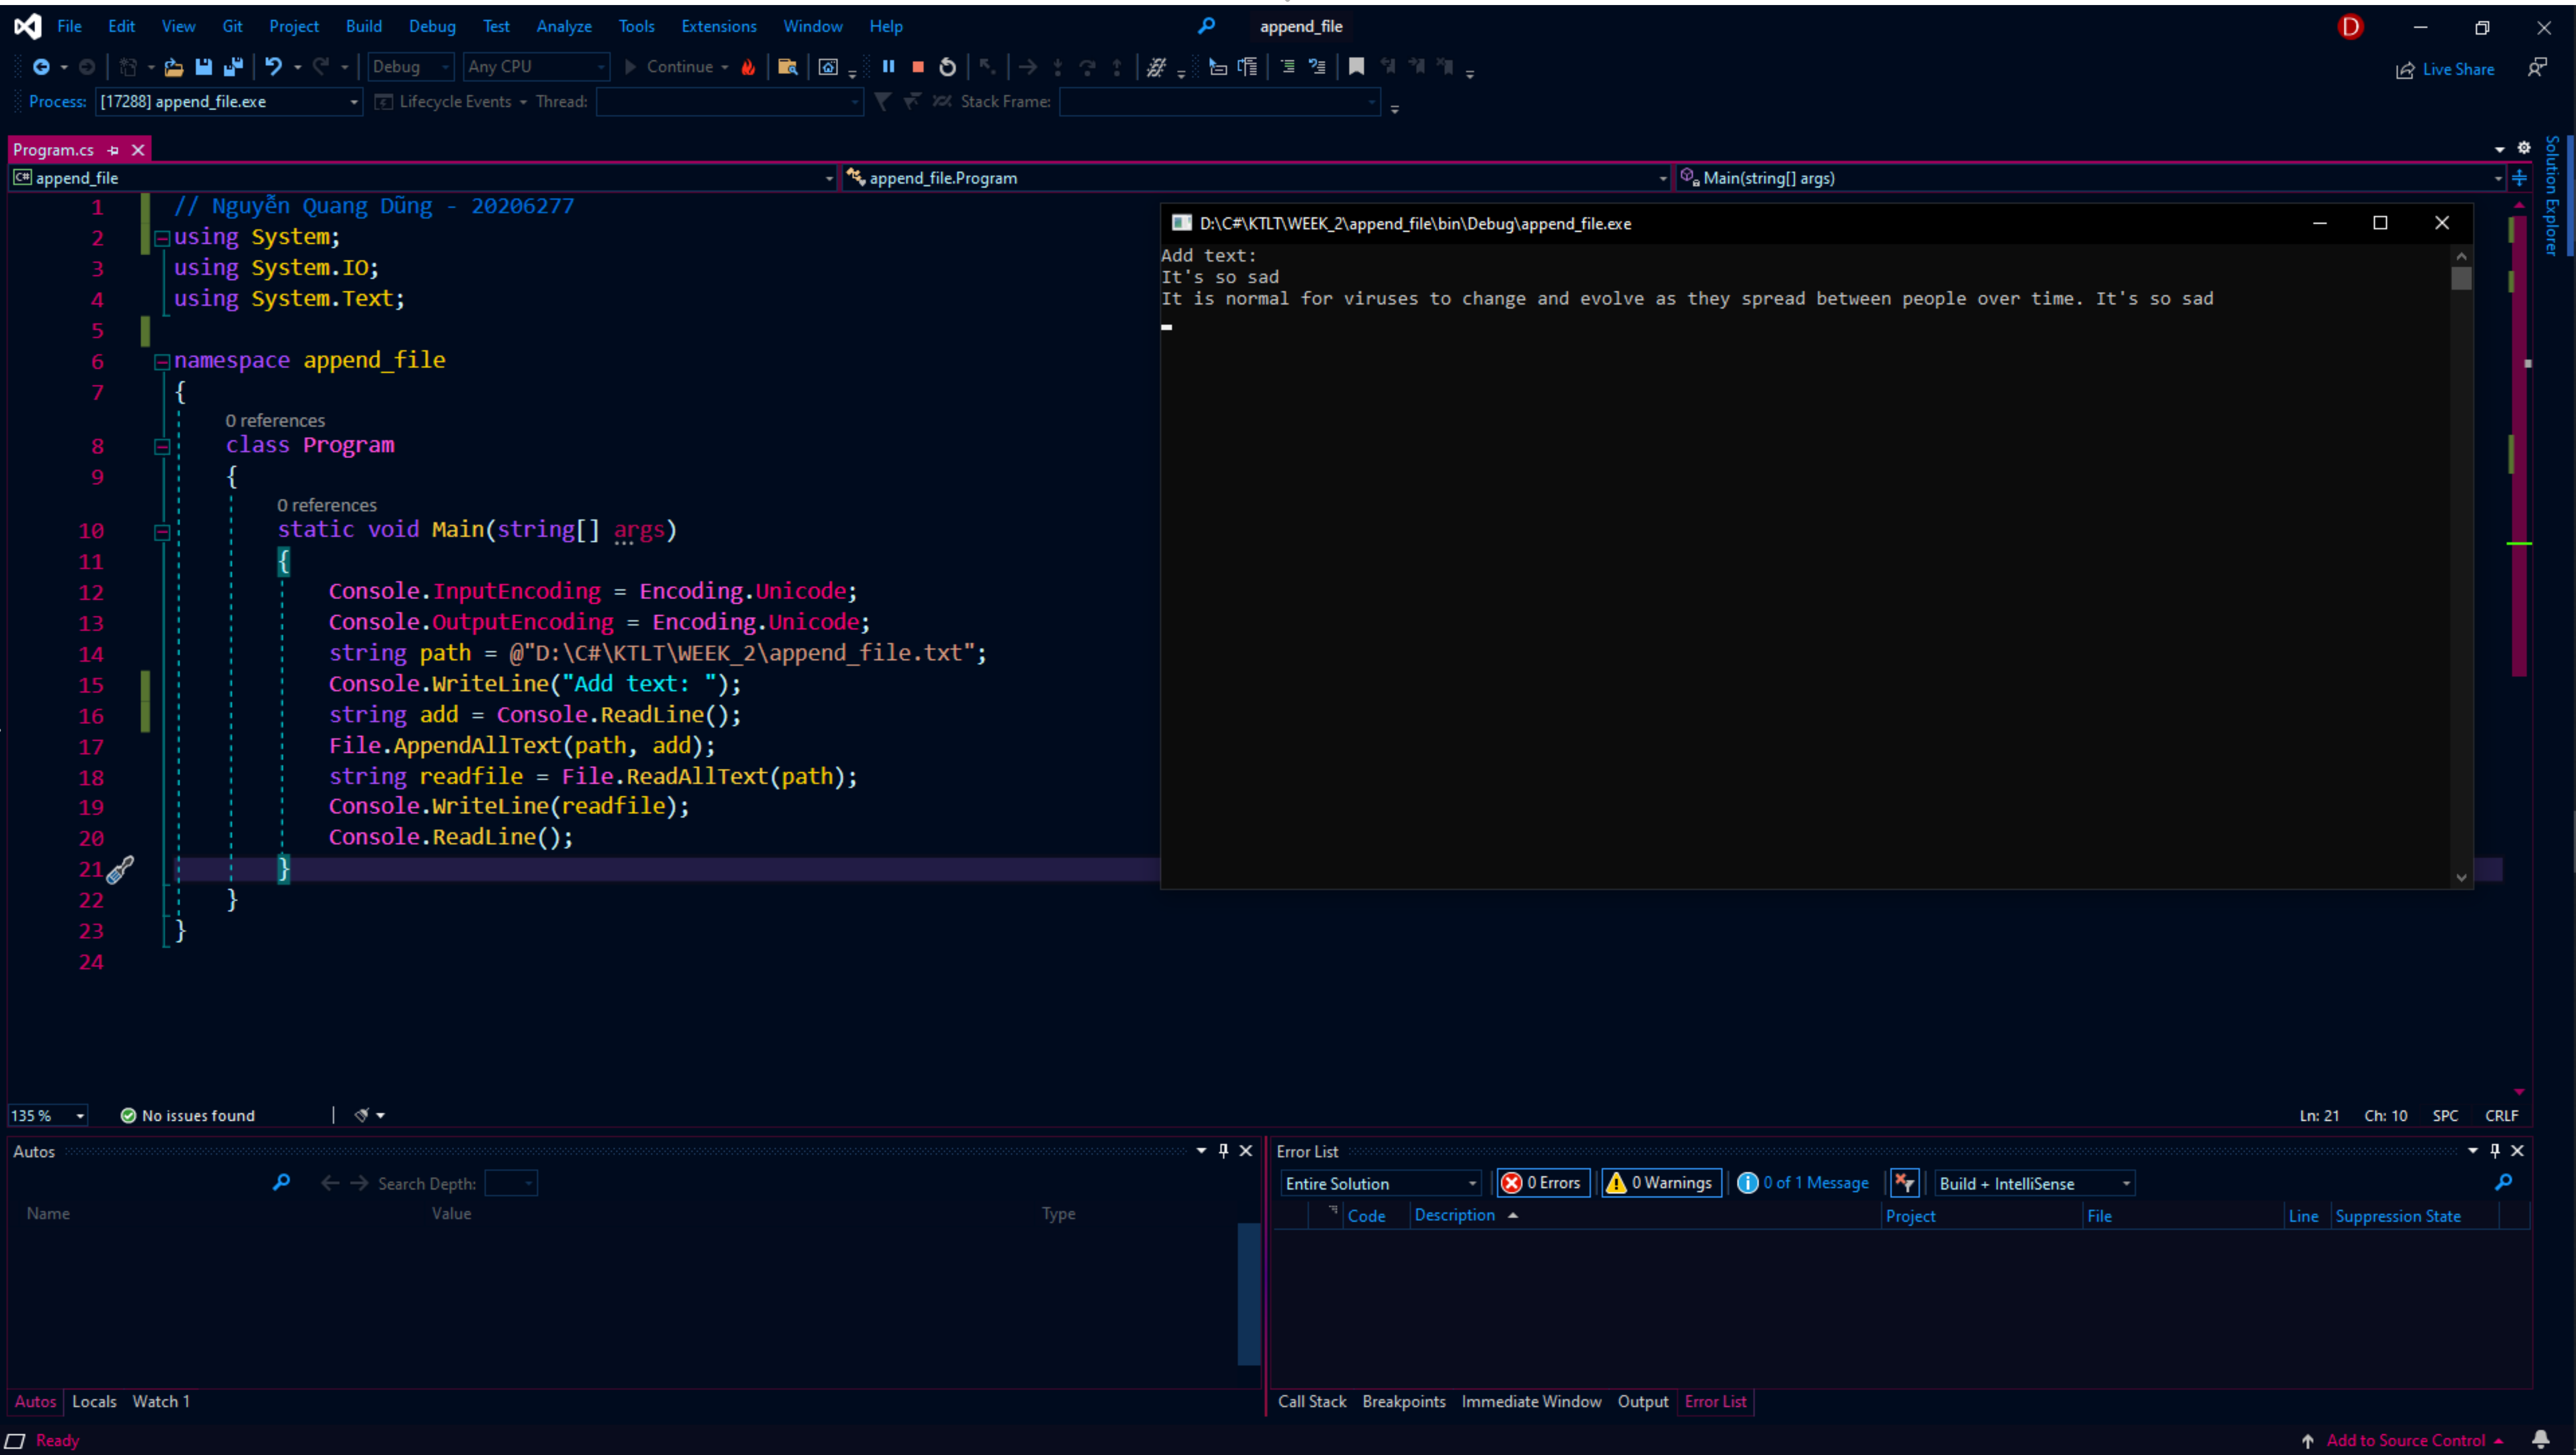 File Edit View Git Project Build Debug Test Analyze Tools Extensions Window Help append_file D
Debug Any CPU Continue Live Share
Process: [17288] append_file.exe Lifecycle Events Thread: Stack Frame:
Program.cs
append_file append_file.Program Main(string[] args)
Solution Explorer
1 // Nguyễn Quang Dũng - 20206277
2 using System;
3 using System.IO;
4 using System.Text;
5
6 namespace append_file
7 {
0 references
8 class Program
9 {
0 references
10 static void Main(string[] args)
11 {
12 Console.InputEncoding = Encoding.Unicode;
13 Console.OutputEncoding = Encoding.Unicode;
14 string path = @"D:\C#\KTLT\WEEK_2\append_file.txt";
15 Console.WriteLine("Add text: ");
16 string add = Console.ReadLine();
17 File.AppendAllText(path, add);
18 string readfile = File.ReadAllText(path);
19 Console.WriteLine(readfile);
20 Console.ReadLine();
21 }
22 }
23 }
24
D:\C#\KTLT\WEEK_2\append_file\bin\Debug\append_file.exe
Add text:
It's so sad
It is normal for viruses to change and evolve as they spread between people over time. It's so sad
135 % No issues found Ln: 21 Ch: 10 SPC CRLF
Autos
Search Depth:
Name Value Type
Autos Locals Watch 1
Error List
Entire Solution 0 Errors 0 Warnings 0 of 1 Message Build + IntelliSense
Code Description Project File Line Suppression State
Call Stack Breakpoints Immediate Window Output Error List
Ready Add to Source Control